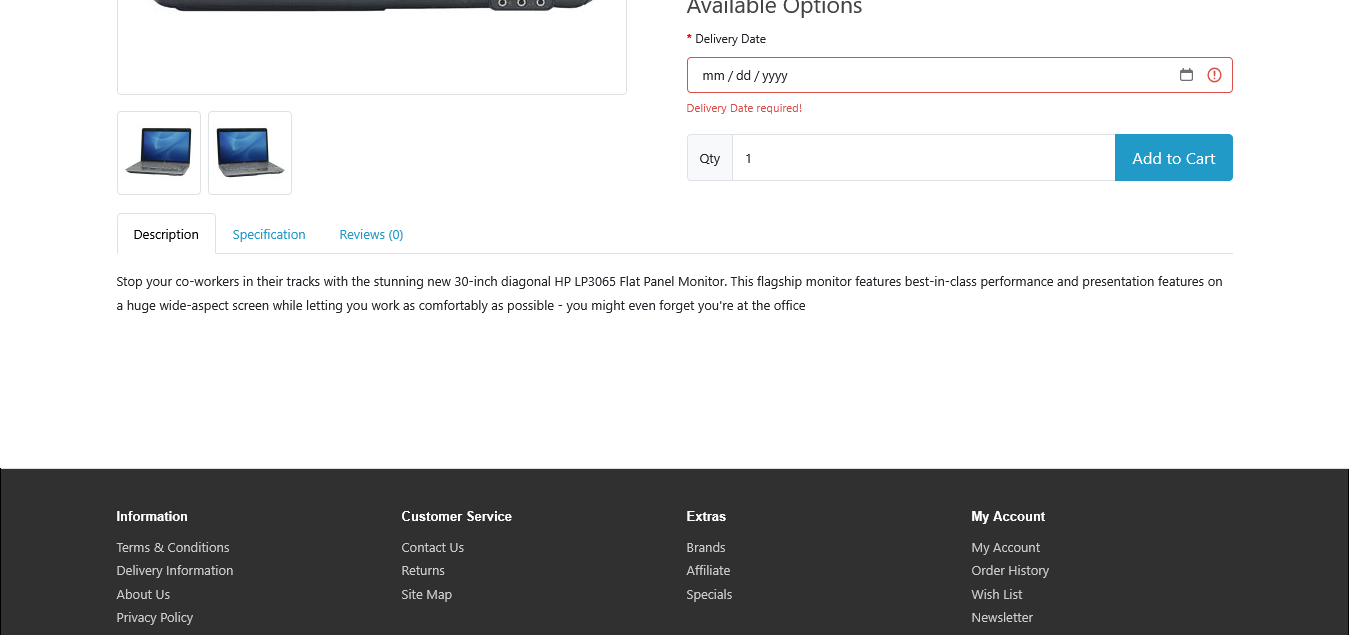 Available Options
* Delivery Date
mm / dd / yyyy
Delivery Date required!
Qty 1 Add to Cart
Description Specification Reviews (0)
Stop your co-workers in their tracks with the stunning new 30-inch diagonal HP LP3065 Flat Panel Monitor. This flagship monitor features best-in-class performance and presentation features on
a huge wide-aspect screen while letting you work as comfortably as possible - you might even forget you're at the office
Information Customer Service Extras My Account
Terms & Conditions Contact Us Brands My Account
Delivery Information Returns Affiliate Order History
About Us Site Map Specials Wish List
Privacy Policy Newsletter